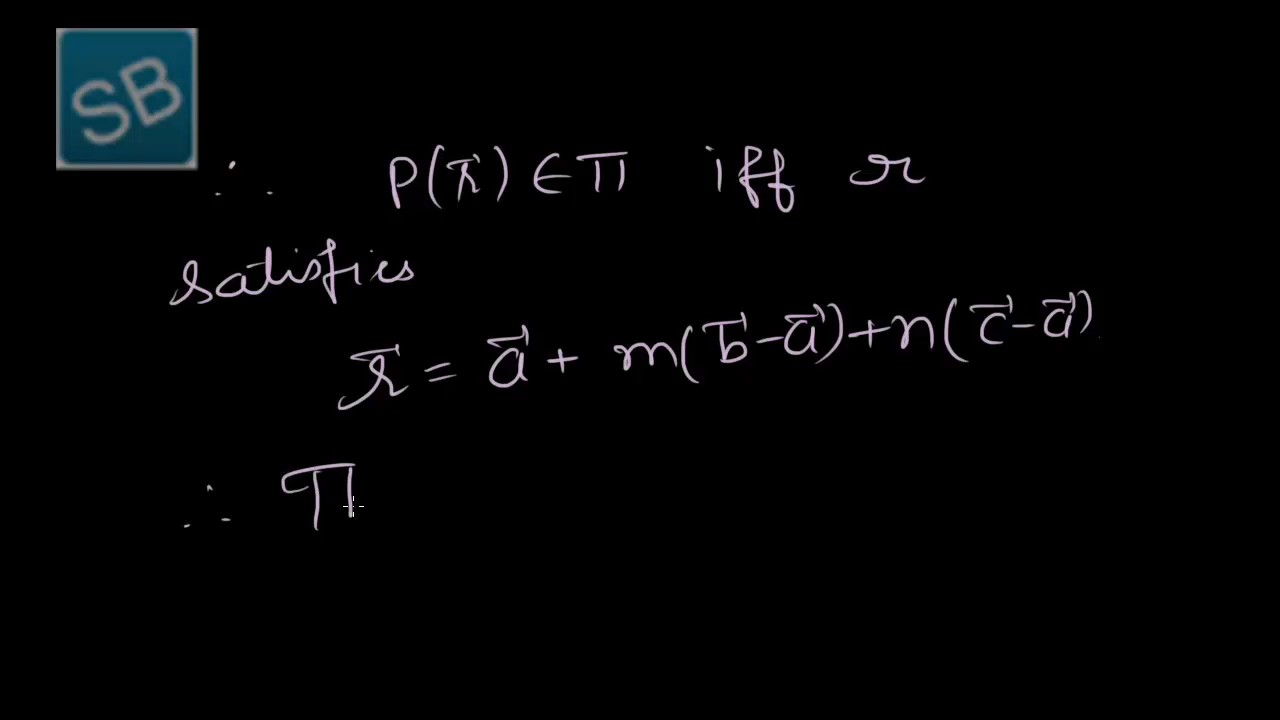 SB
∴ P(r⃗) ∈ Π iff r
satisfies
r⃗ = a⃗ + m(b⃗-a⃗)+n(c⃗-a⃗)
∴ Π